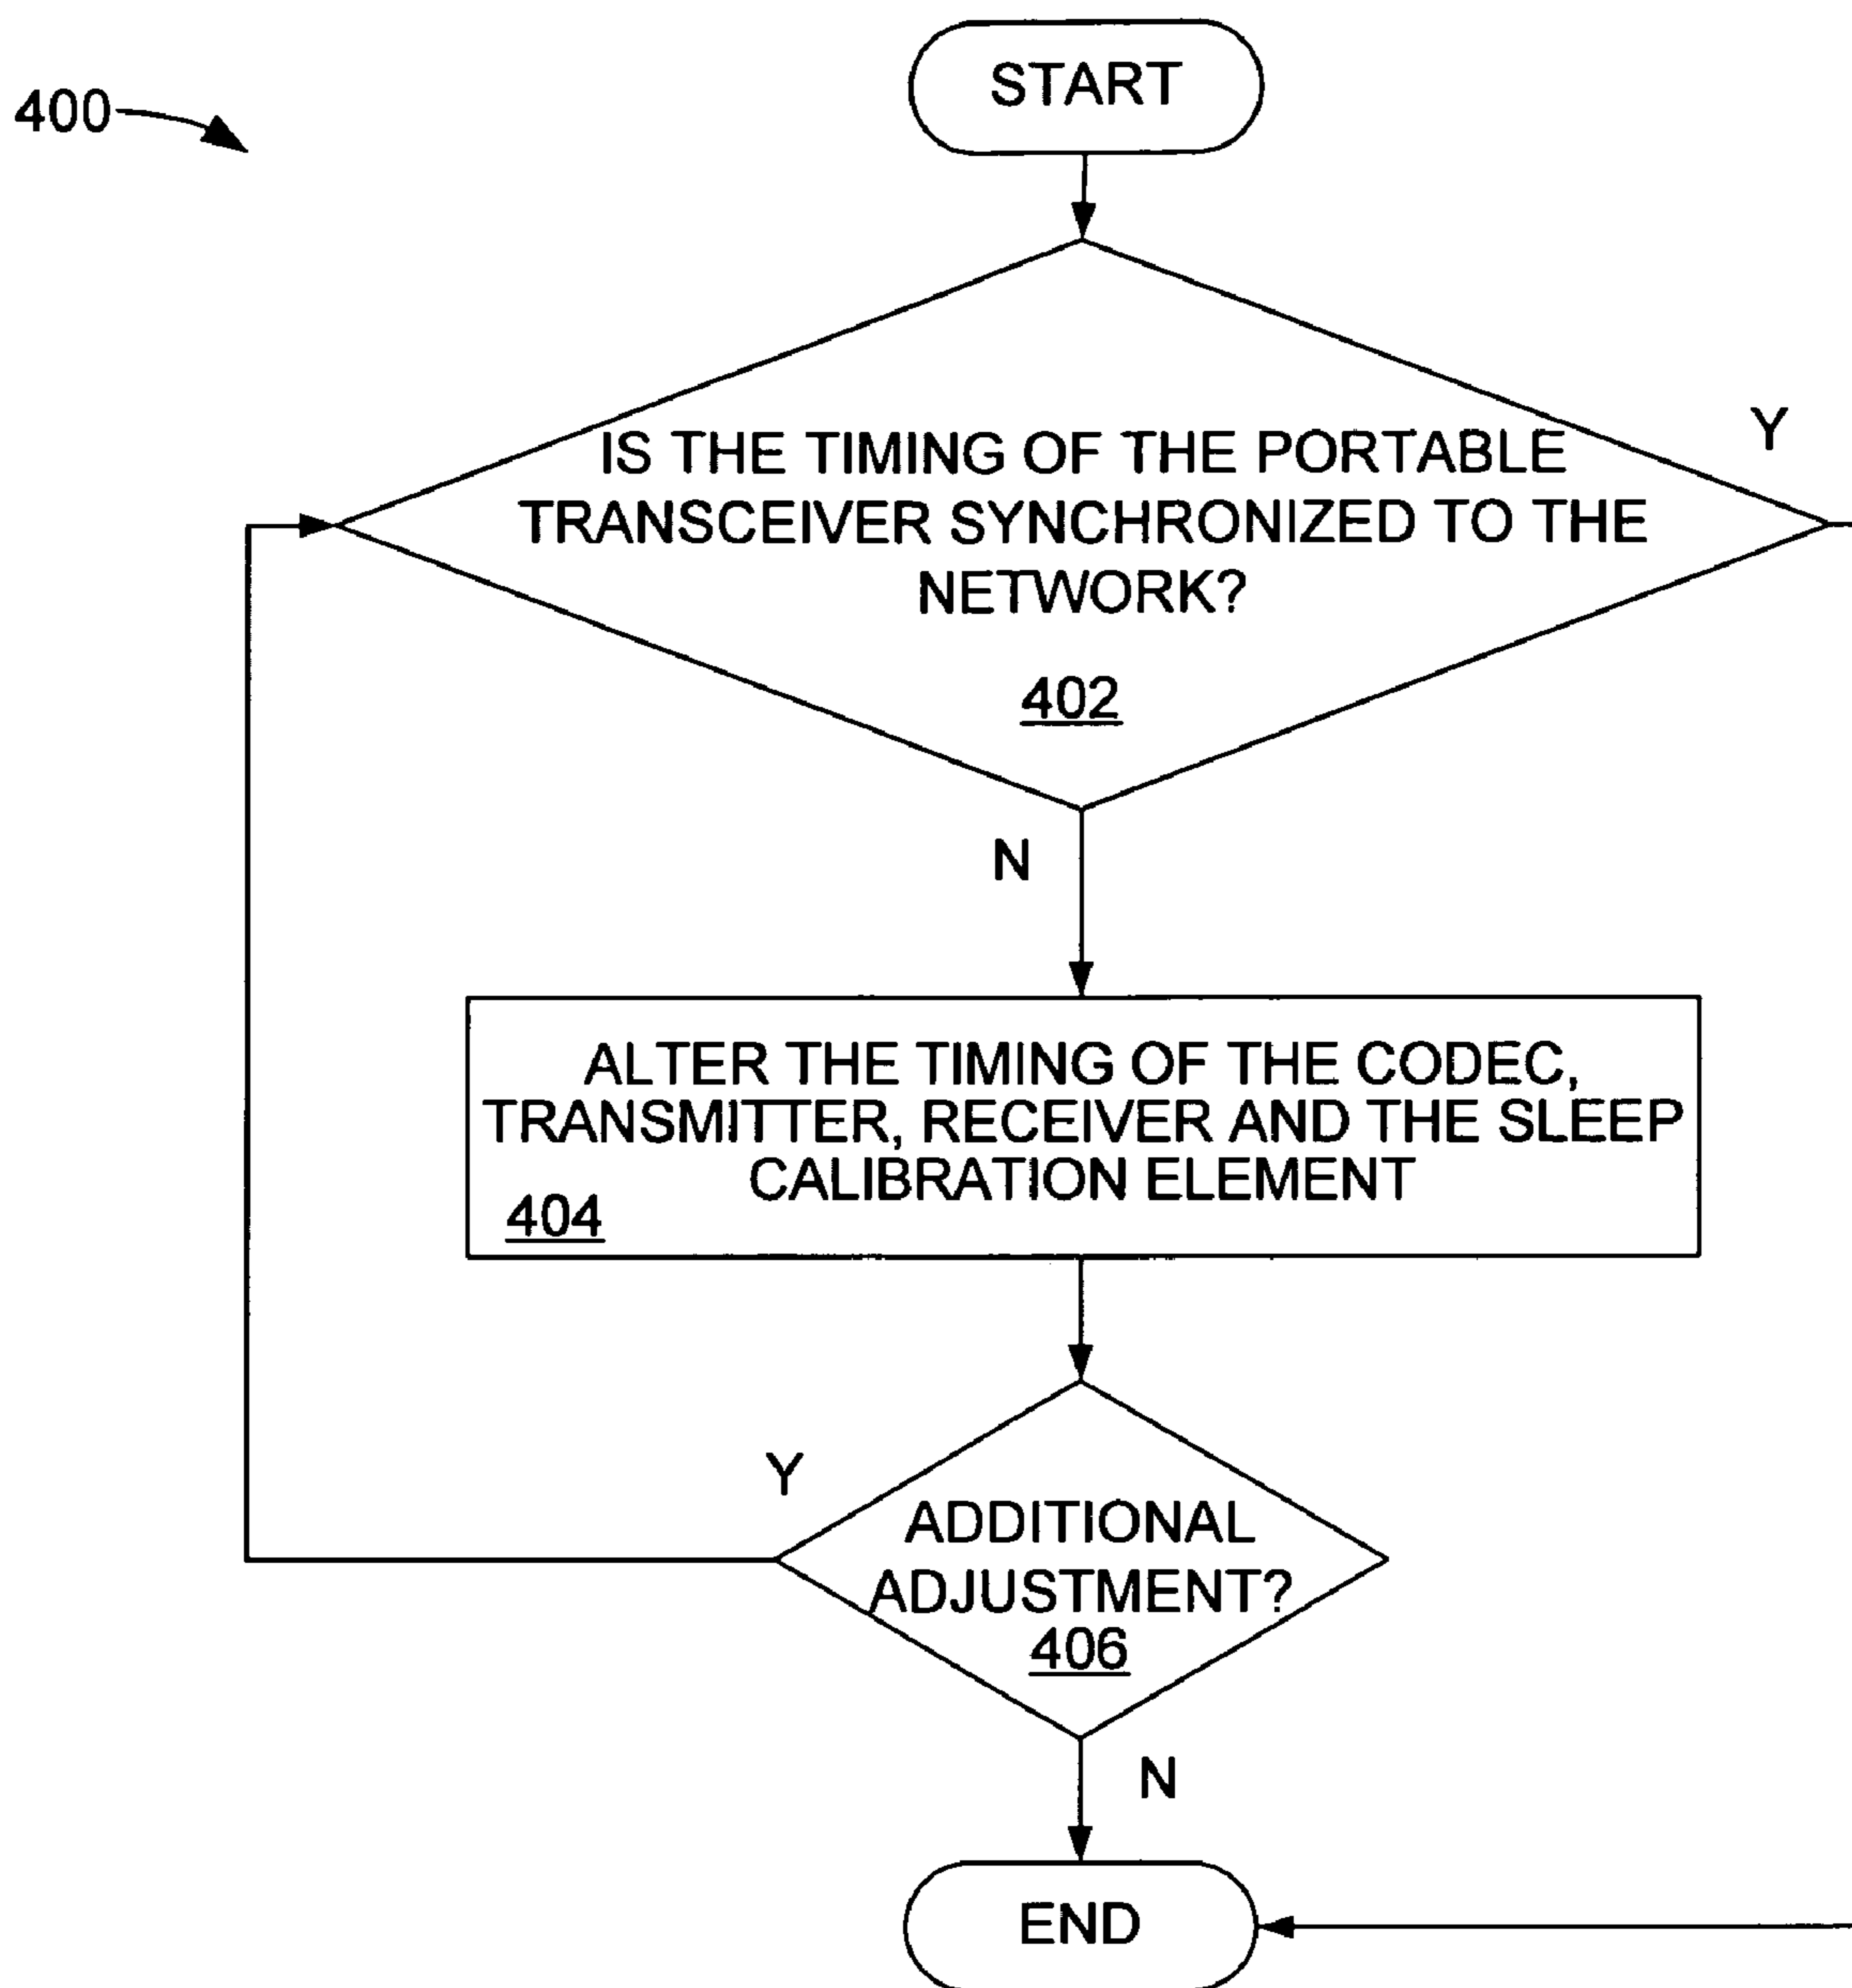 START
400
IS THE TIMING OF THE PORTABLE
TRANSCEIVER SYNCHRONIZED TO THE
NETWORK?
402
Y
N
ALTER THE TIMING OF THE CODEC,
TRANSMITTER, RECEIVER AND THE SLEEP
CALIBRATION ELEMENT
404
Y
ADDITIONAL
ADJUSTMENT?
406
N
END